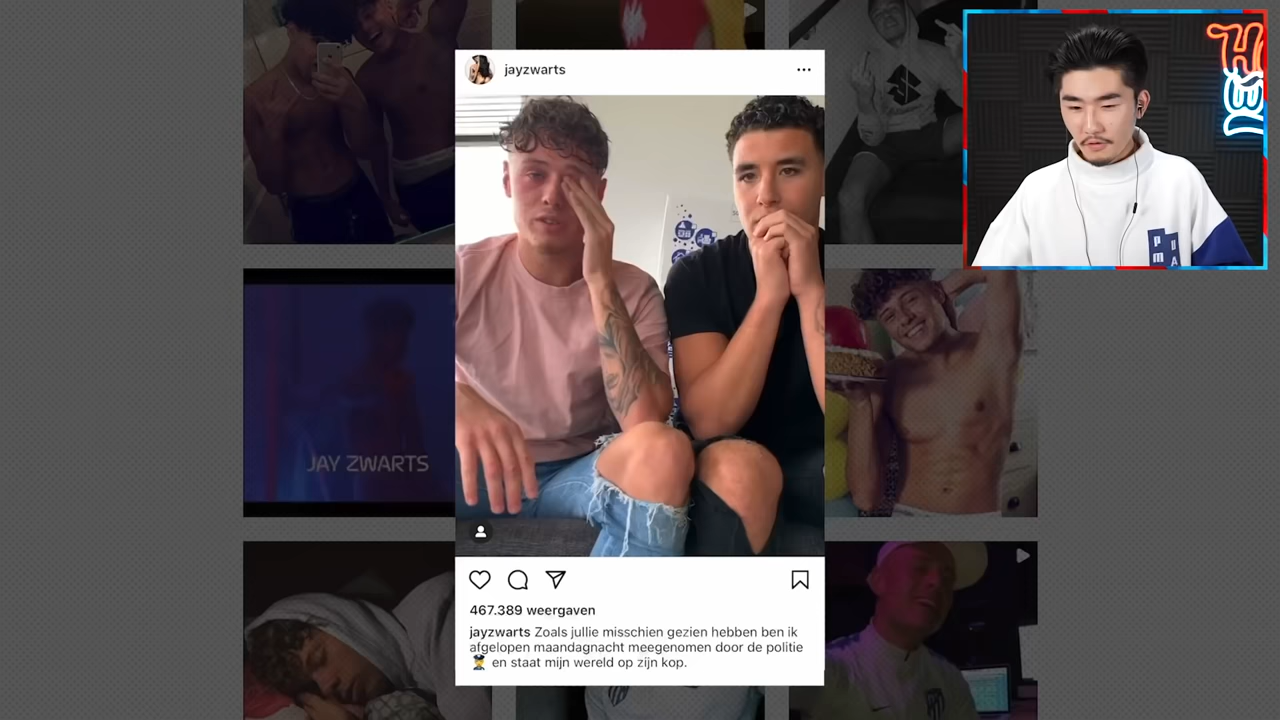 jayzwarts
JAY ZWARTS
467.389 weergaven
jayzwarts Zoals jullie misschien gezien hebben ben ik
afgelopen maandagnacht meegenomen door de politie
👮 en staat mijn wereld op zijn kop.